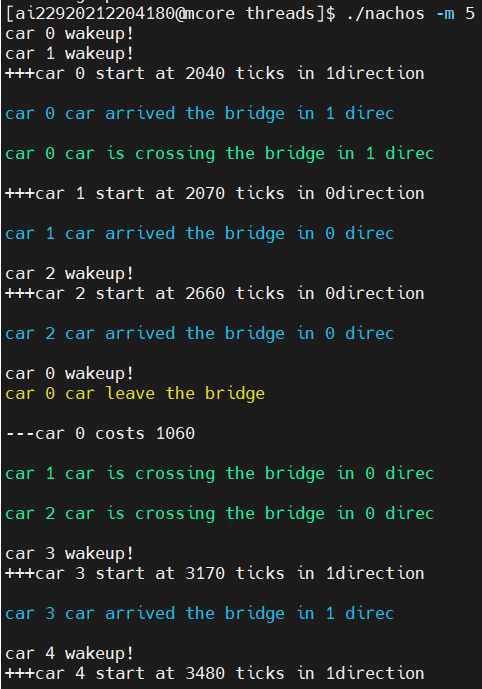 [ai22920212204180@mcore threads]$ ./nachos -m 5
car 0 wakeup!
car 1 wakeup!
+++car 0 start at 2040 ticks in 1direction
car 0 car arrived the bridge in 1 direc
car 0 car is crossing the bridge in 1 direc
+++car 1 start at 2070 ticks in 0direction
car 1 car arrived the bridge in 0 direc
car 2 wakeup!
+++car 2 start at 2660 ticks in 0direction
car 2 car arrived the bridge in 0 direc
car 0 wakeup!
car 0 car leave the bridge
---car 0 costs 1060
car 1 car is crossing the bridge in 0 direc
car 2 car is crossing the bridge in 0 direc
car 3 wakeup!
+++car 3 start at 3170 ticks in 1direction
car 3 car arrived the bridge in 1 direc
car 4 wakeup!
+++car 4 start at 3480 ticks in 1direction